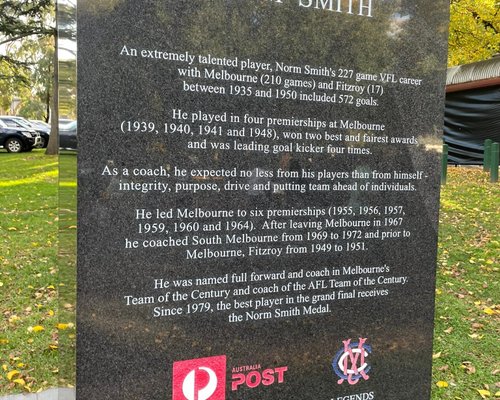 SMITH
An extremely talented player, Norm Smith's 227 game VFL career
with Melbourne (210 games) and Fitzroy (17)
between 1935 and 1950 included 572 goals.
He played in four premierships at Melbourne
(1939, 1940, 1941 and 1948), won two best and fairest awards
and was leading goal kicker four times.
As a coach, he expected no less from his players than from himself -
integrity, purpose, drive and putting team ahead of individuals.
He led Melbourne to six premierships (1955, 1956, 1957,
1959, 1960 and 1964). After leaving Melbourne in 1967
he coached South Melbourne from 1969 to 1972 and prior to
Melbourne, Fitzroy from 1949 to 1951.
He was named full forward and coach in Melbourne's
Team of the Century and coach of the AFL Team of the Century.
Since 1979, the best player in the grand final receives
the Norm Smith Medal.
AUSTRALIA
POST
LEGENDS